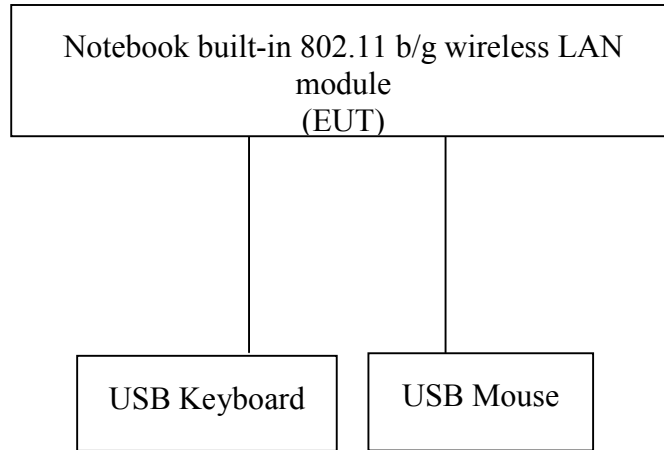 Notebook built-in 802.11 b/g wireless LAN
module
(EUT)
USB Keyboard
USB Mouse